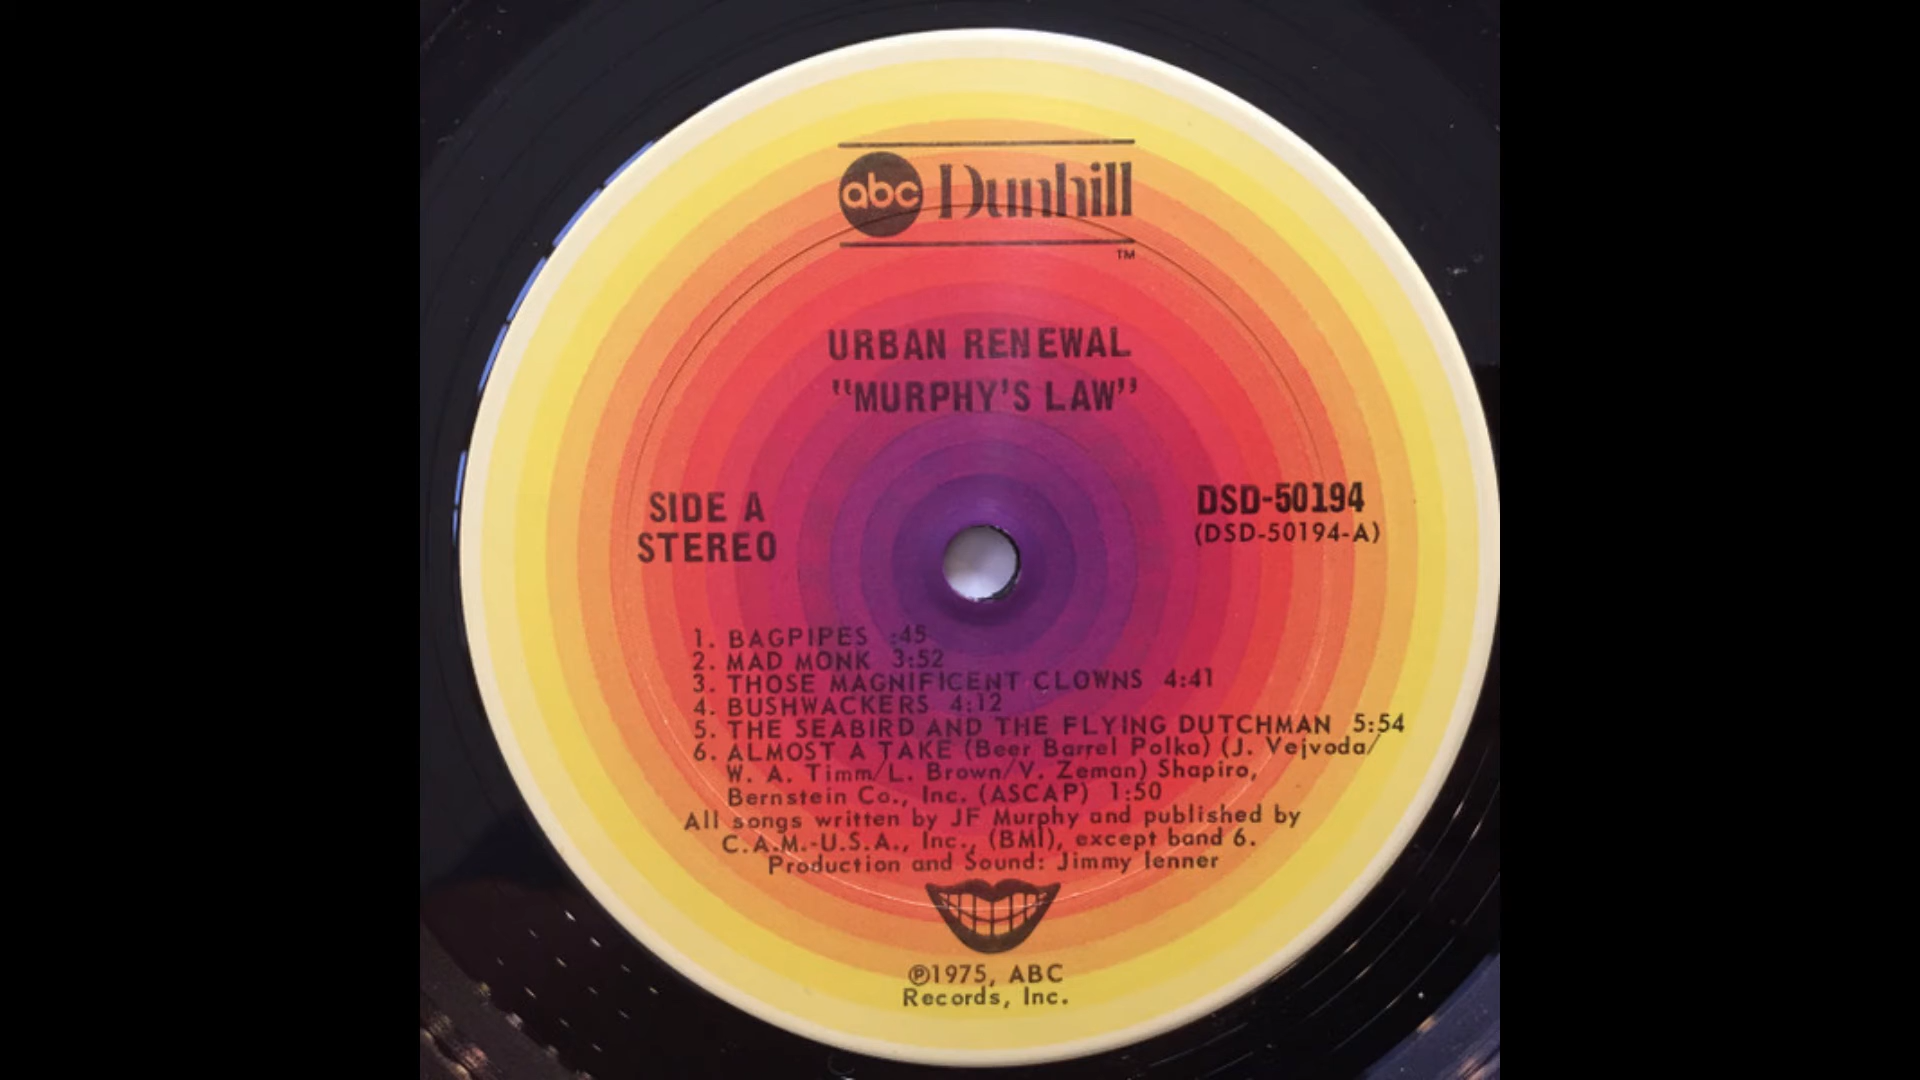 abc Dunhill
™
URBAN RENEWAL
"MURPHY'S LAW"
SIDE A
STEREO
DSD-50194
(DSD-50194-A)
1. BAGPIPES :45
2. MAD MONK 3:52
3. THOSE MAGNIFICENT CLOWNS 4:41
4. BUSHWACKERS 4:12
5. THE SEABIRD AND THE FLYING DUTCHMAN 5:54
6. ALMOST A TAKE (Beer Barrel Polka) (J. Vejvoda/
W. A. Timm/L. Brown/V. Zeman) Shapiro,
Bernstein Co., Inc. (ASCAP) 1:50
All songs written by JF Murphy and published by
C.A.M.-U.S.A., Inc., (BMI), except band 6.
Production and Sound: Jimmy Ienner
℗1975, ABC
Records, Inc.